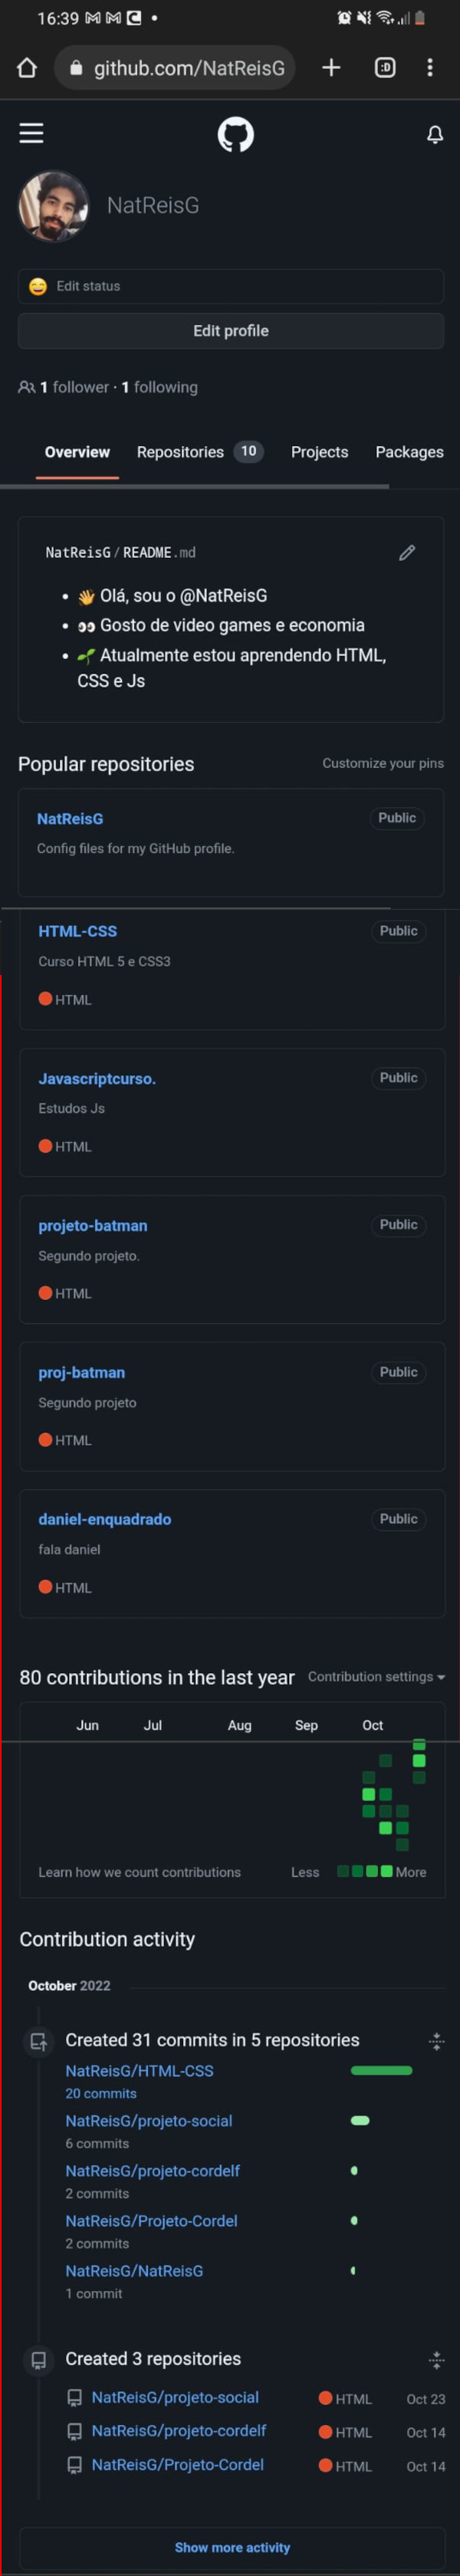 16:39
github.com/NatReisG
NatReisG
Edit status
Edit profile
1 follower · 1 following
Overview Repositories 10 Projects Packages
NatReisG / README.md
👋 Olá, sou o @NatReisG
👀 Gosto de video games e economia
🌱 Atualmente estou aprendendo HTML,
CSS e Js
Popular repositories Customize your pins
NatReisG Public
Config files for my GitHub profile.
HTML-CSS Public
Curso HTML 5 e CSS3
HTML
Javascriptcurso. Public
Estudos Js
HTML
projeto-batman Public
Segundo projeto.
HTML
proj-batman Public
Segundo projeto
HTML
daniel-enquadrado Public
fala daniel
HTML
80 contributions in the last year Contribution settings
Jun Jul Aug Sep Oct
Learn how we count contributions Less More
Contribution activity
October 2022
Created 31 commits in 5 repositories
NatReisG/HTML-CSS
20 commits
NatReisG/projeto-social
6 commits
NatReisG/projeto-cordelf
2 commits
NatReisG/Projeto-Cordel
2 commits
NatReisG/NatReisG
1 commit
Created 3 repositories
NatReisG/projeto-social HTML Oct 23
NatReisG/projeto-cordelf HTML Oct 14
NatReisG/Projeto-Cordel HTML Oct 14
Show more activity